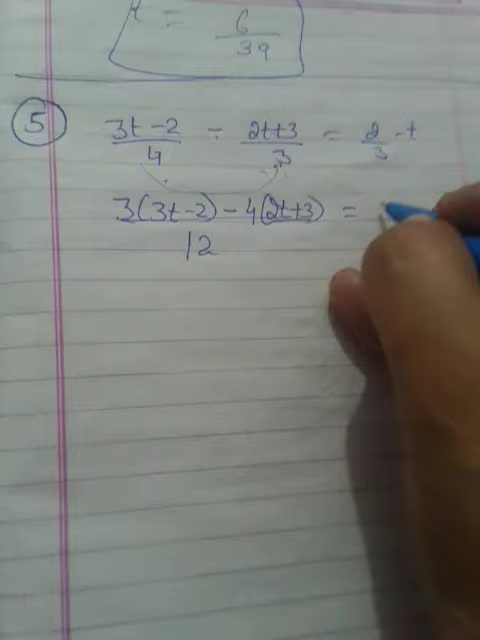 = 6/39
5 (3t-2)/4 - (2t+3)/3 = 2/3 - t
3(3t-2) - 4(2t+3) =
12